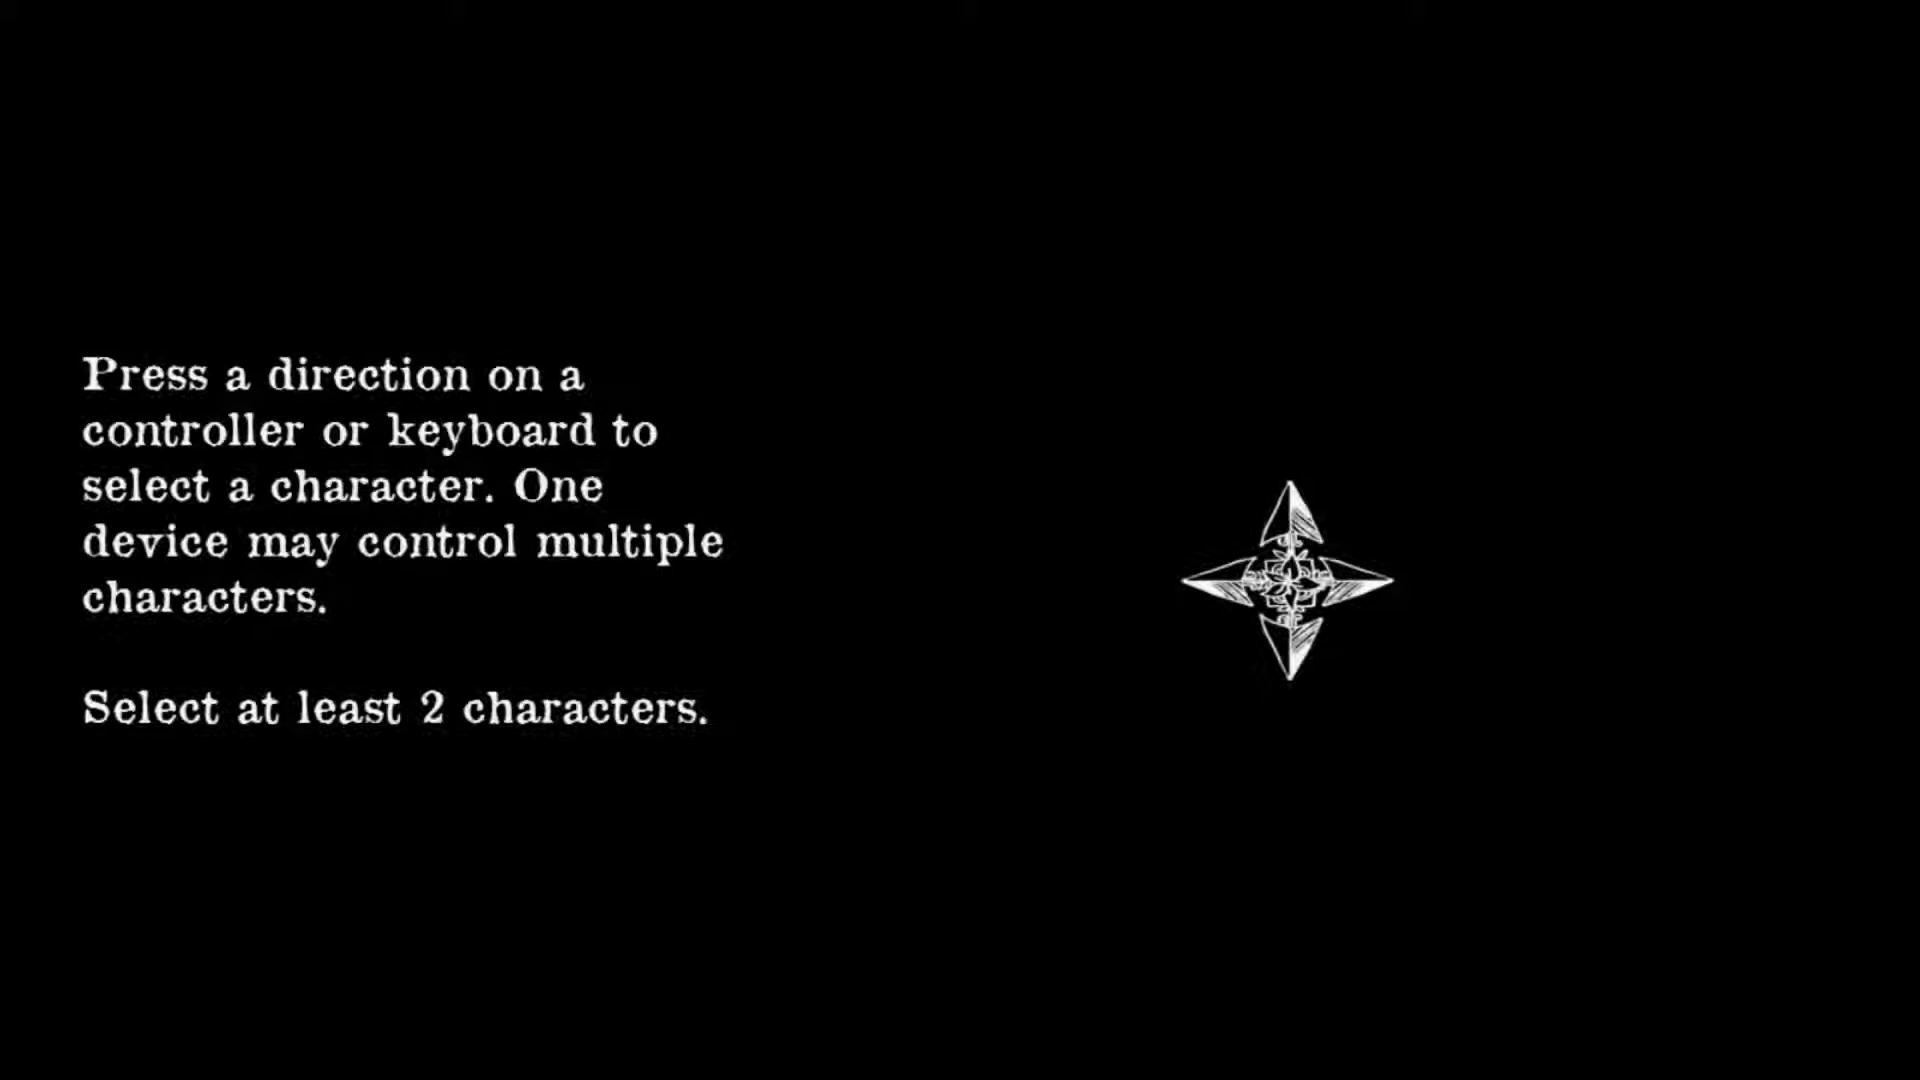 Press a direction on a
controller or keyboard to
select a character. One
device may control multiple
characters.
Select at least 2 characters.